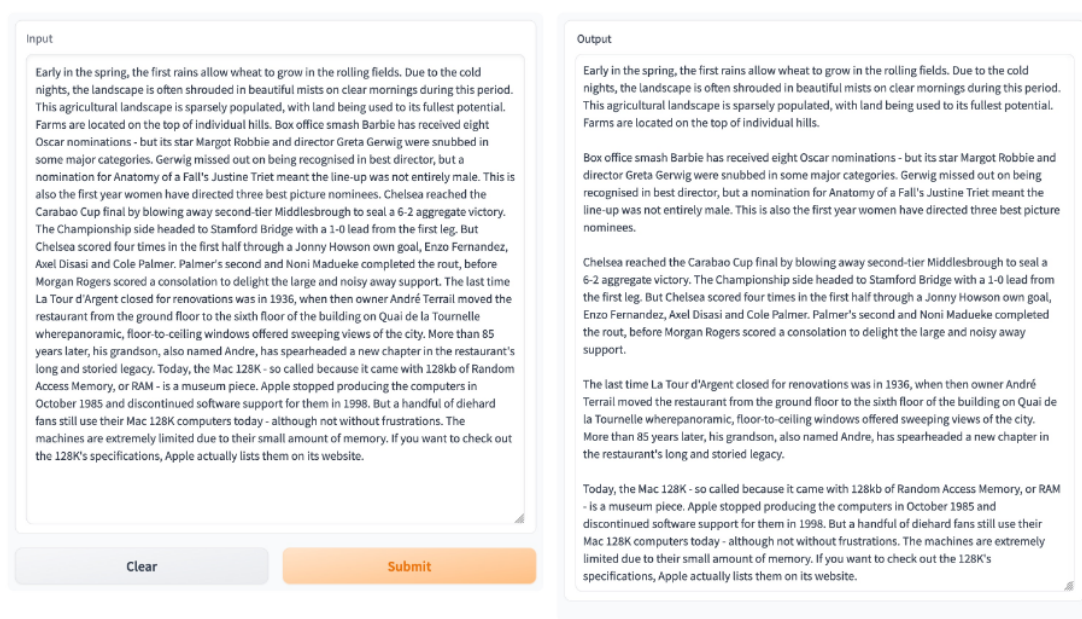 Input
Early in the spring, the first rains allow wheat to grow in the rolling fields. Due to the cold
nights, the landscape is often shrouded in beautiful mists on clear mornings during this period.
This agricultural landscape is sparsely populated, with land being used to its fullest potential.
Farms are located on the top of individual hills. Box office smash Barbie has received eight
Oscar nominations - but its star Margot Robbie and director Greta Gerwig were snubbed in
some major categories. Gerwig missed out on being recognised in best director, but a
nomination for Anatomy of a Fall's Justine Triet meant the line-up was not entirely male. This is
also the first year women have directed three best picture nominees. Chelsea reached the
Carabao Cup final by blowing away second-tier Middlesbrough to seal a 6-2 aggregate victory.
The Championship side headed to Stamford Bridge with a 1-0 lead from the first leg. But
Chelsea scored four times in the first half through a Jonny Howson own goal, Enzo Fernandez,
Axel Disasi and Cole Palmer. Palmer's second and Noni Madueke completed the rout, before
Morgan Rogers scored a consolation to delight the large and noisy away support. The last time
La Tour d'Argent closed for renovations was in 1936, when then owner André Terrail moved the
restaurant from the ground floor to the sixth floor of the building on Quai de la Tournelle
wherepanoramic, floor-to-ceiling windows offered sweeping views of the city. More than 85
years later, his grandson, also named Andre, has spearheaded a new chapter in the restaurant's
long and storied legacy. Today, the Mac 128K - so called because it came with 128kb of Random
Access Memory, or RAM - is a museum piece. Apple stopped producing the computers in
October 1985 and discontinued software support for them in 1998. But a handful of diehard
fans still use their Mac 128K computers today - although not without frustrations. The
machines are extremely limited due to their small amount of memory. If you want to check out
the 128K's specifications, Apple actually lists them on its website.
Clear
Submit
Output
Early in the spring, the first rains allow wheat to grow in the rolling fields. Due to the cold
nights, the landscape is often shrouded in beautiful mists on clear mornings during this period.
This agricultural landscape is sparsely populated, with land being used to its fullest potential.
Farms are located on the top of individual hills.
Box office smash Barbie has received eight Oscar nominations - but its star Margot Robbie and
director Greta Gerwig were snubbed in some major categories. Gerwig missed out on being
recognised in best director, but a nomination for Anatomy of a Fall's Justine Triet meant the
line-up was not entirely male. This is also the first year women have directed three best picture
nominees.
Chelsea reached the Carabao Cup final by blowing away second-tier Middlesbrough to seal a
6-2 aggregate victory. The Championship side headed to Stamford Bridge with a 1-0 lead from
the first leg. But Chelsea scored four times in the first half through a Jonny Howson own goal,
Enzo Fernandez, Axel Disasi and Cole Palmer. Palmer's second and Noni Madueke completed
the rout, before Morgan Rogers scored a consolation to delight the large and noisy away
support.
The last time La Tour d'Argent closed for renovations was in 1936, when then owner André
Terrail moved the restaurant from the ground floor to the sixth floor of the building on Quai de
la Tournelle wherepanoramic, floor-to-ceiling windows offered sweeping views of the city.
More than 85 years later, his grandson, also named Andre, has spearheaded a new chapter in
the restaurant's long and storied legacy.
Today, the Mac 128K - so called because it came with 128kb of Random Access Memory, or RAM
- is a museum piece. Apple stopped producing the computers in October 1985 and
discontinued software support for them in 1998. But a handful of diehard fans still use their
Mac 128K computers today - although not without frustrations. The machines are extremely
limited due to their small amount of memory. If you want to check out the 128K's
specifications, Apple actually lists them on its website.